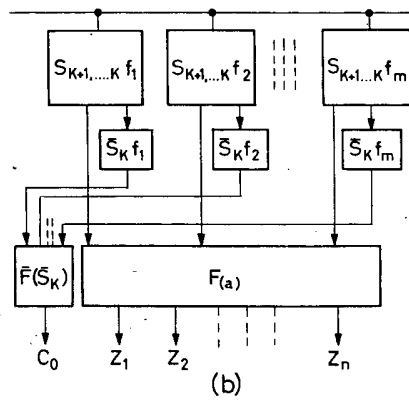 S_{K+1,....K} f_1 S_{K+1,...K} f_2 S_{K+1...K} f_m
S̄_K f_1 S̄_K f_2 S̄_K f_m
F̄(S̄_K) F_(a)
C_0 Z_1 Z_2 Z_n
(b)